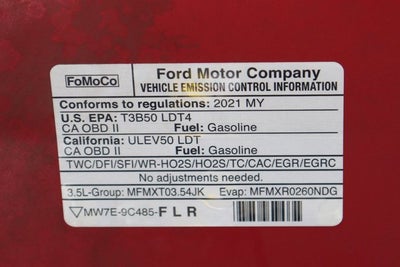 FoMoCo
Ford Motor Company
VEHICLE EMISSION CONTROL INFORMATION
Conforms to regulations: 2021 MY
U.S. EPA: T3B50 LDT4
CA OBD II Fuel: Gasoline
California: ULEV50 LDT
CA OBD II Fuel: Gasoline
TWC/DFI/SFI/WR-HO2S/HO2S/TC/CAC/EGR/EGRC
No adjustments needed.
3.5L-Group: MFMXT03.54JK Evap: MFMXR0260NDG
MW7E-9C485-F L R